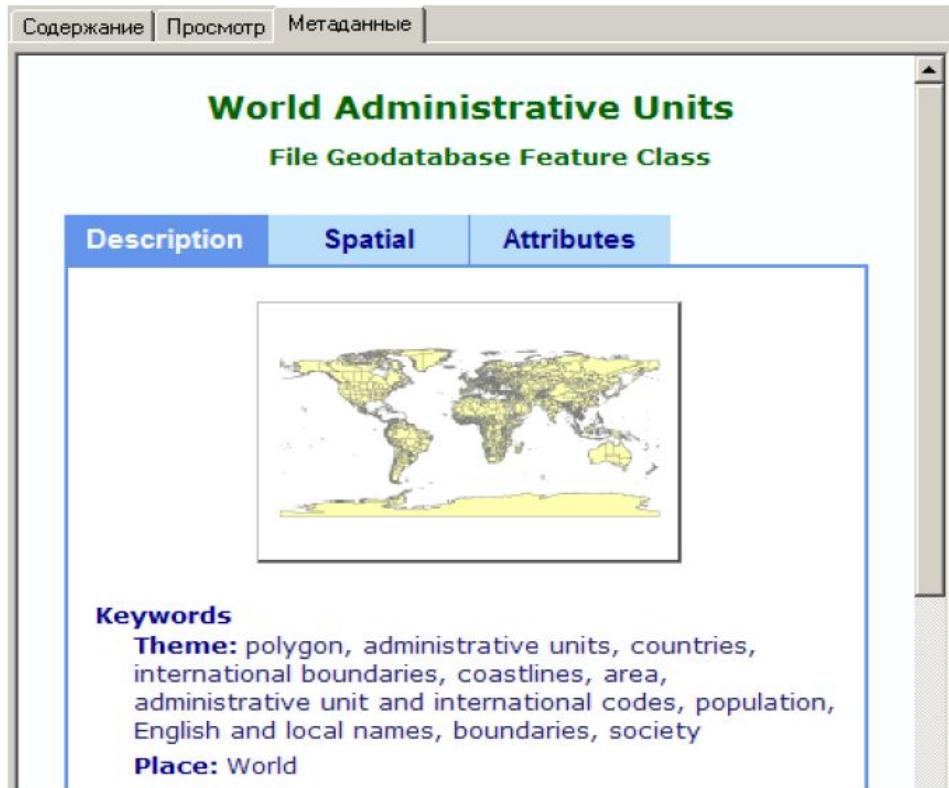 Содержание Просмотр Метаданные
World Administrative Units
File Geodatabase Feature Class
Description Spatial Attributes
Keywords
Theme: polygon, administrative units, countries,
international boundaries, coastlines, area,
administrative unit and international codes, population,
English and local names, boundaries, society
Place: World